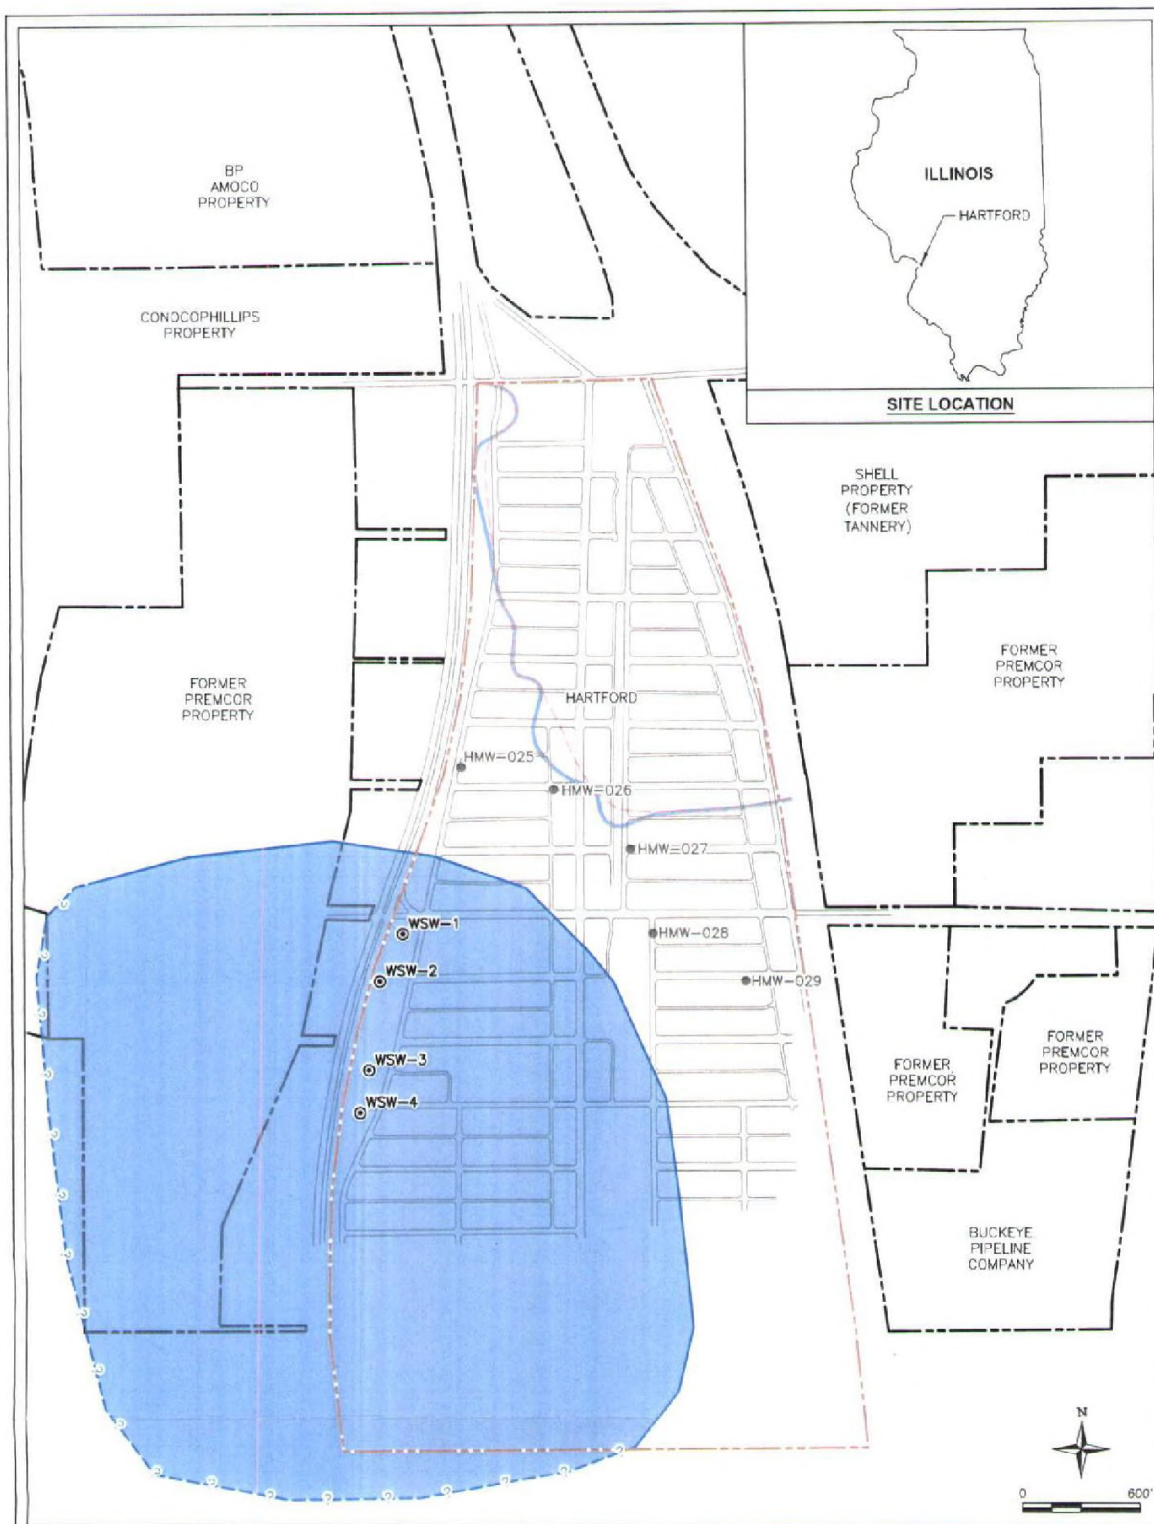 BP
AMOCO
PROPERTY
ILLINOIS
HARTFORD
CONOCOPHILLIPS
PROPERTY
SITE LOCATION
SHELL
PROPERTY
(FORMER
TANNERY)
FORMER
PREMCOR
PROPERTY
FORMER
PREMCOR
PROPERTY
HARTFORD
HMW-025
HMW-026
HMW-027
WSW-1
HMW-028
WSW-2
HMW-029
WSW-3
WSW-4
FORMER
PREMCOR
PROPERTY
FORMER
PREMCOR
PROPERTY
BUCKEYE
PIPELINE
COMPANY
N
0 600'
? ? ? ? ? ? ? ? ? ? ? ? ? ? ? ? ? ?